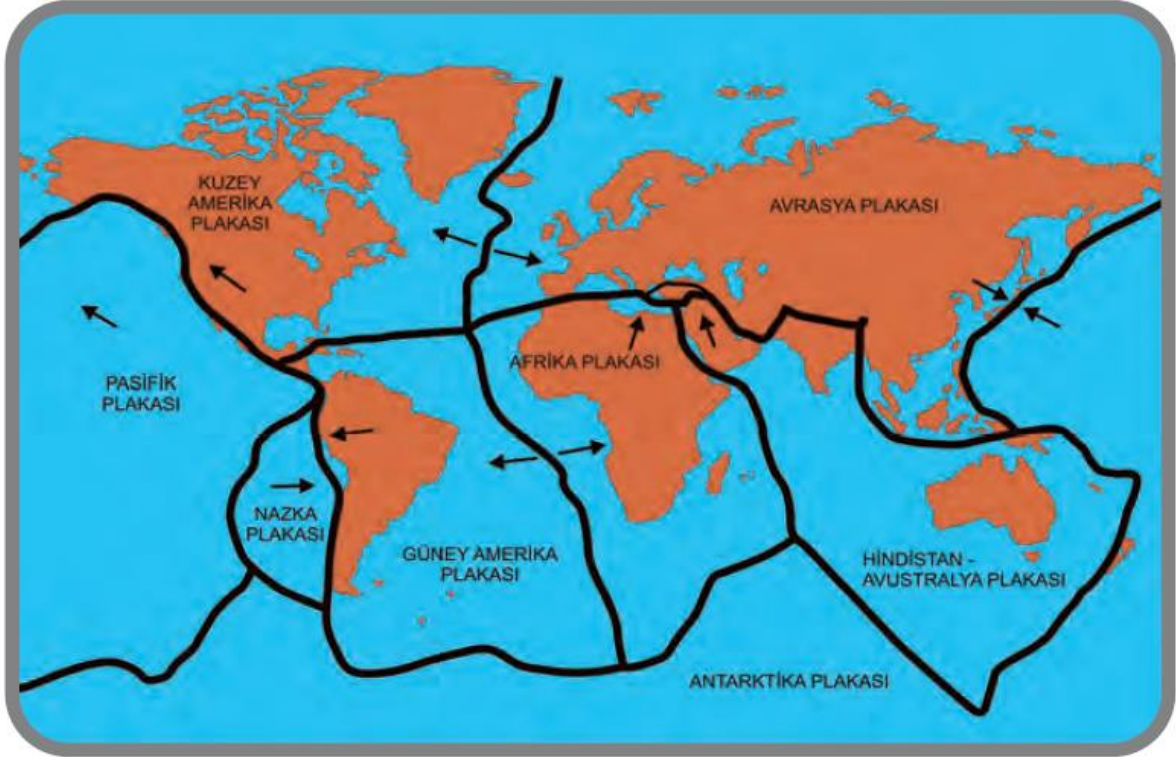 KUZEY
AMERİKA
PLAKASI
AVRASYA PLAKASI
PASİFİK
PLAKASI
AFRİKA PLAKASI
NAZKA
PLAKASI
GÜNEY AMERİKA
PLAKASI
HİNDİSTAN -
AVUSTRALYA PLAKASI
ANTARKTİKA PLAKASI